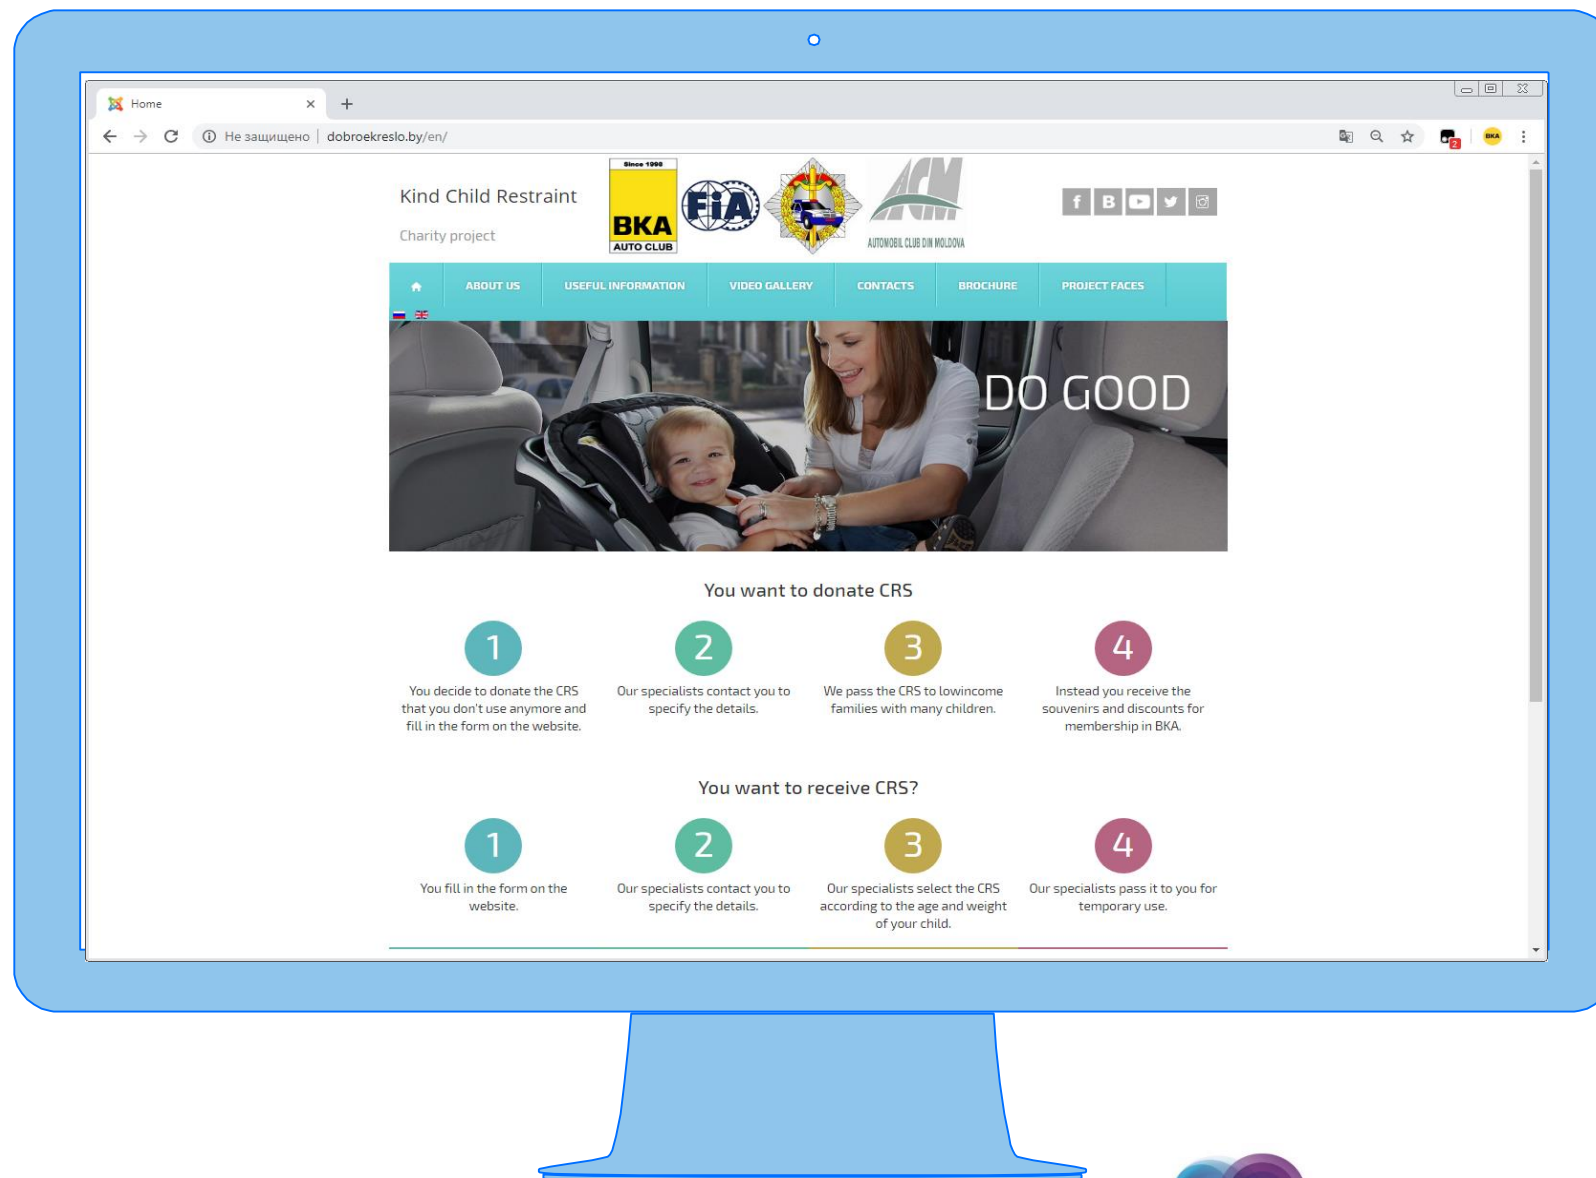 Home
Не защищено | dobroekreslo.by/en/
2
BKA
Kind Child Restraint
Charity project
Since 1998
BKA
AUTO CLUB
FiA
ACM
AUTOMOBIL CLUB DIN MOLDOVA
ABOUT US USEFUL INFORMATION VIDEO GALLERY CONTACTS BROCHURE PROJECT FACES
DO GOOD
You want to donate CRS
1 2 3 4
You decide to donate the CRS
that you don't use anymore and
fill in the form on the website.
Our specialists contact you to
specify the details.
We pass the CRS to lowincome
families with many children.
Instead you receive the
souvenirs and discounts for
membership in BKA.
You want to receive CRS?
1 2 3 4
You fill in the form on the
website.
Our specialists contact you to
specify the details.
Our specialists select the CRS
according to the age and weight
of your child.
Our specialists pass it to you for
temporary use.